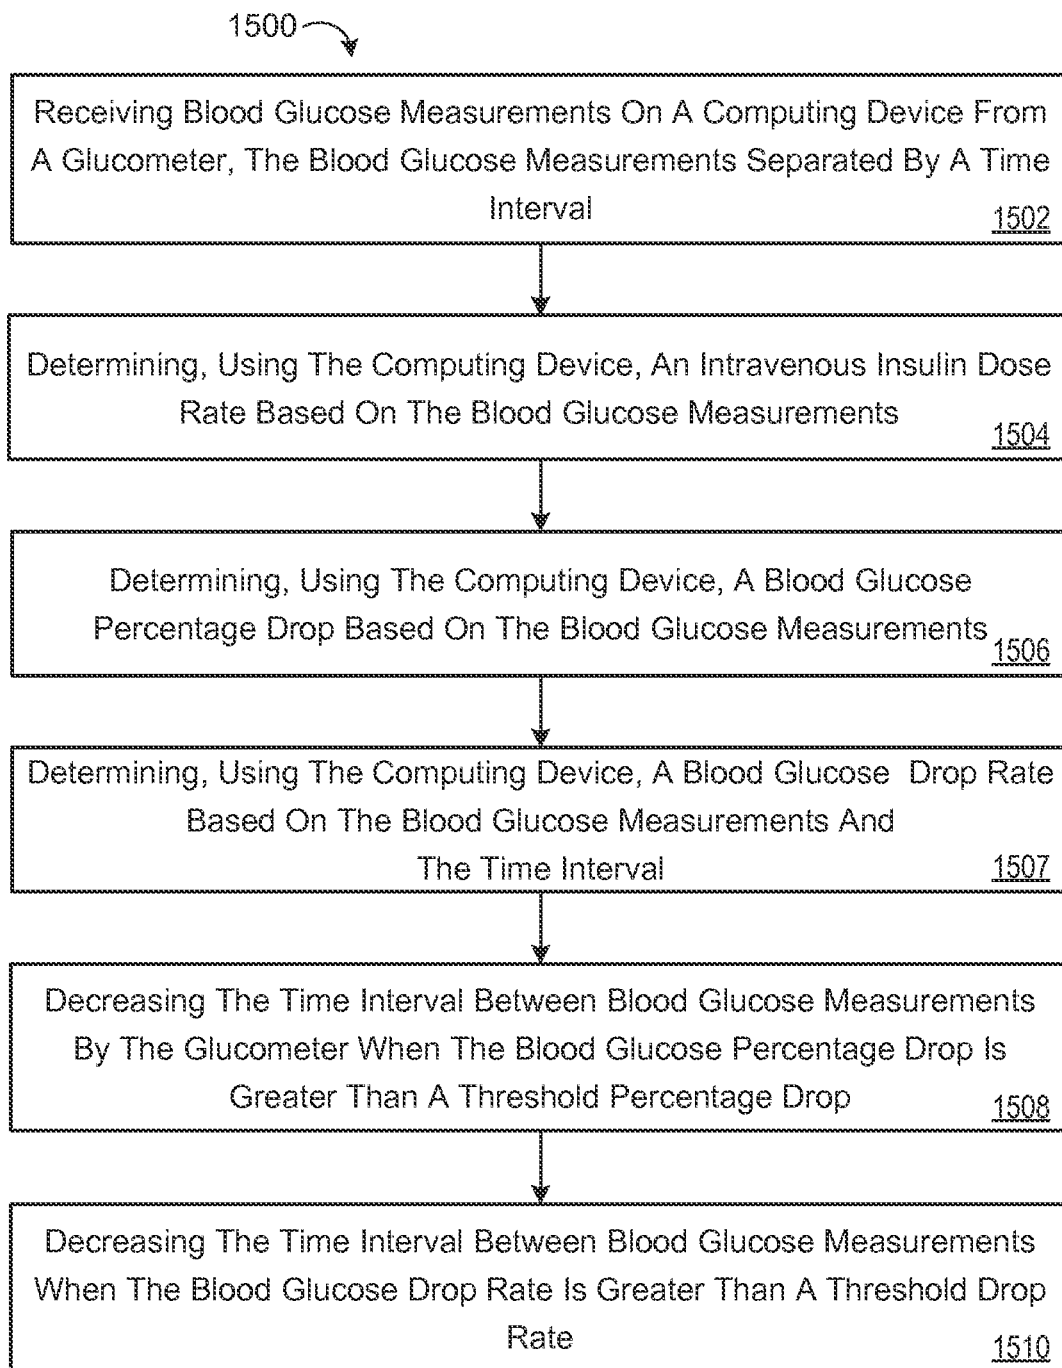 1500
Receiving Blood Glucose Measurements On A Computing Device From
A Glucometer, The Blood Glucose Measurements Separated By A Time
Interval
1502
Determining, Using The Computing Device, An Intravenous Insulin Dose
Rate Based On The Blood Glucose Measurements
1504
Determining, Using The Computing Device, A Blood Glucose
Percentage Drop Based On The Blood Glucose Measurements
1506
Determining, Using The Computing Device, A Blood Glucose Drop Rate
Based On The Blood Glucose Measurements And
The Time Interval
1507
Decreasing The Time Interval Between Blood Glucose Measurements
By The Glucometer When The Blood Glucose Percentage Drop Is
Greater Than A Threshold Percentage Drop
1508
Decreasing The Time Interval Between Blood Glucose Measurements
When The Blood Glucose Drop Rate Is Greater Than A Threshold Drop
Rate
1510